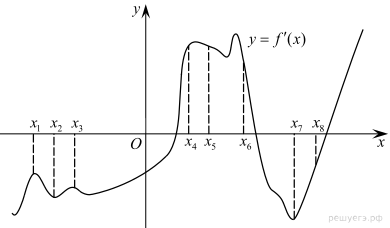 y
y = f'(x)
x₁ x₂ x₃ x₇ x₈
O x₄ x₅ x₆ x
решуегэ.рф